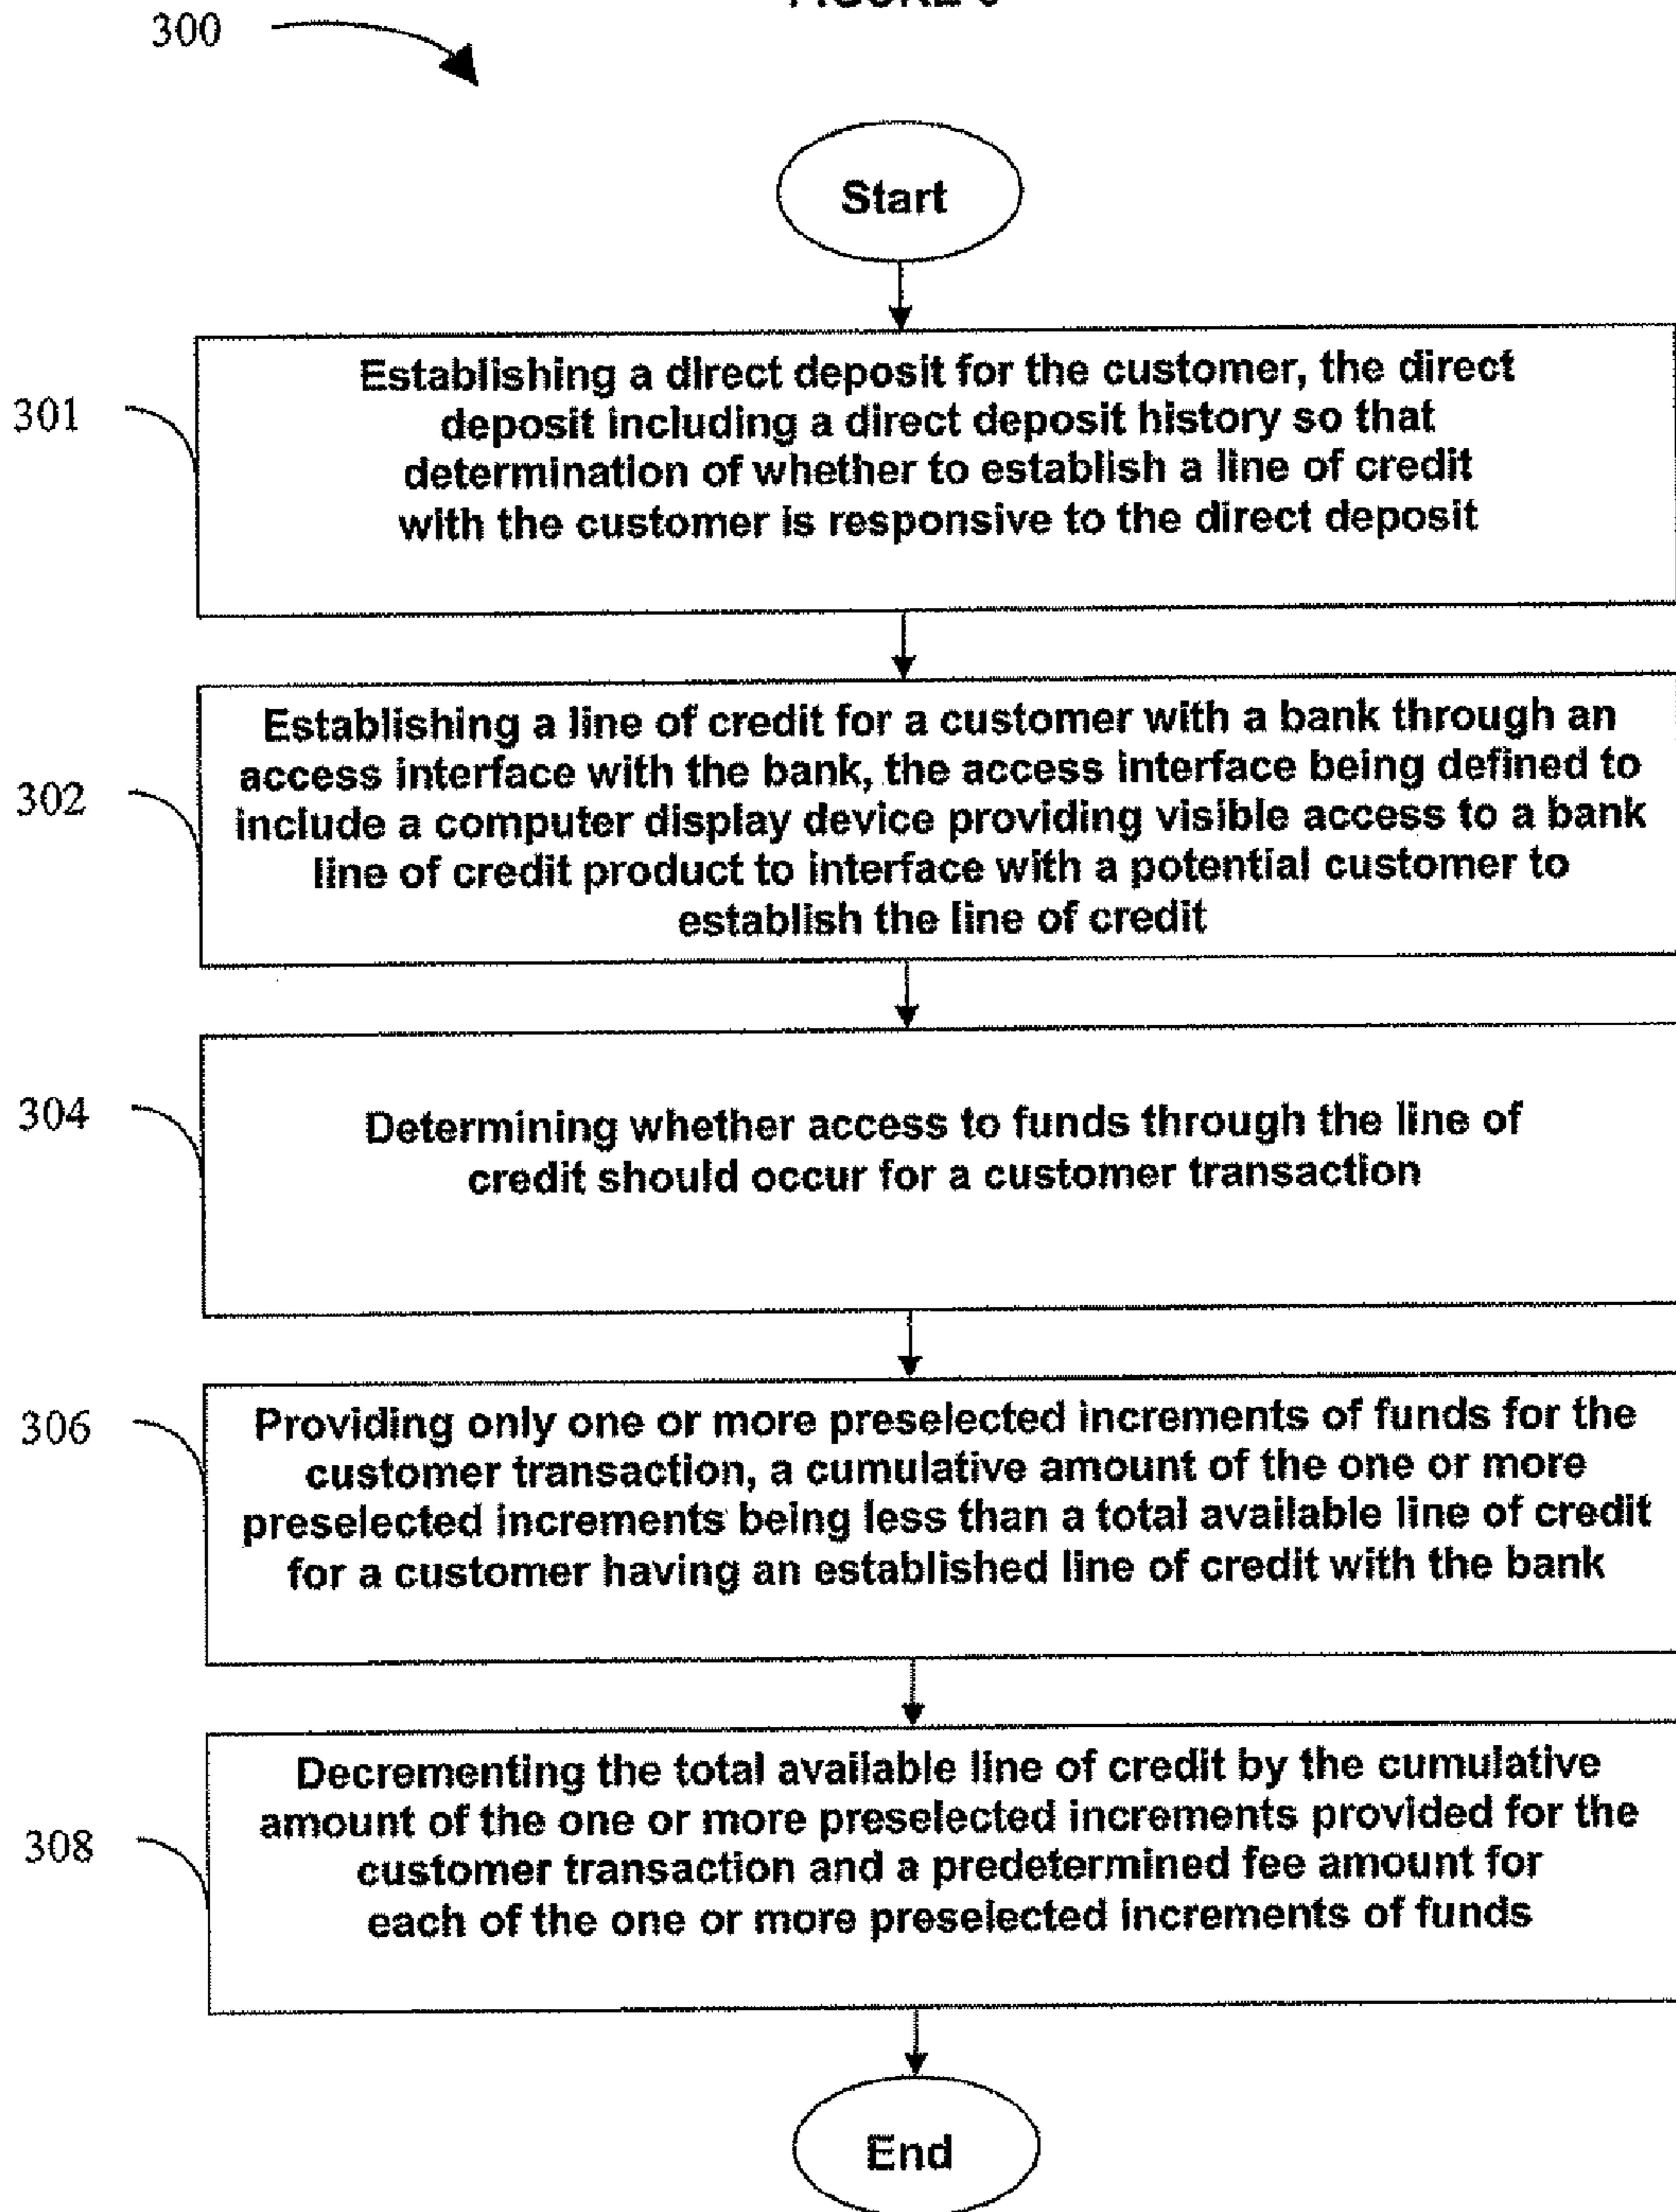 300
Start
301
Establishing a direct deposit for the customer, the direct
deposit including a direct deposit history so that
determination of whether to establish a line of credit
with the customer is responsive to the direct deposit
302
Establishing a line of credit for a customer with a bank through an
access interface with the bank, the access interface being defined to
include a computer display device providing visible access to a bank
line of credit product to interface with a potential customer to
establish the line of credit
304
Determining whether access to funds through the line of
credit should occur for a customer transaction
306
Providing only one or more preselected increments of funds for the
customer transaction, a cumulative amount of the one or more
preselected increments being less than a total available line of credit
for a customer having an established line of credit with the bank
308
Decrementing the total available line of credit by the cumulative
amount of the one or more preselected increments provided for the
customer transaction and a predetermined fee amount for
each of the one or more preselected increments of funds
End